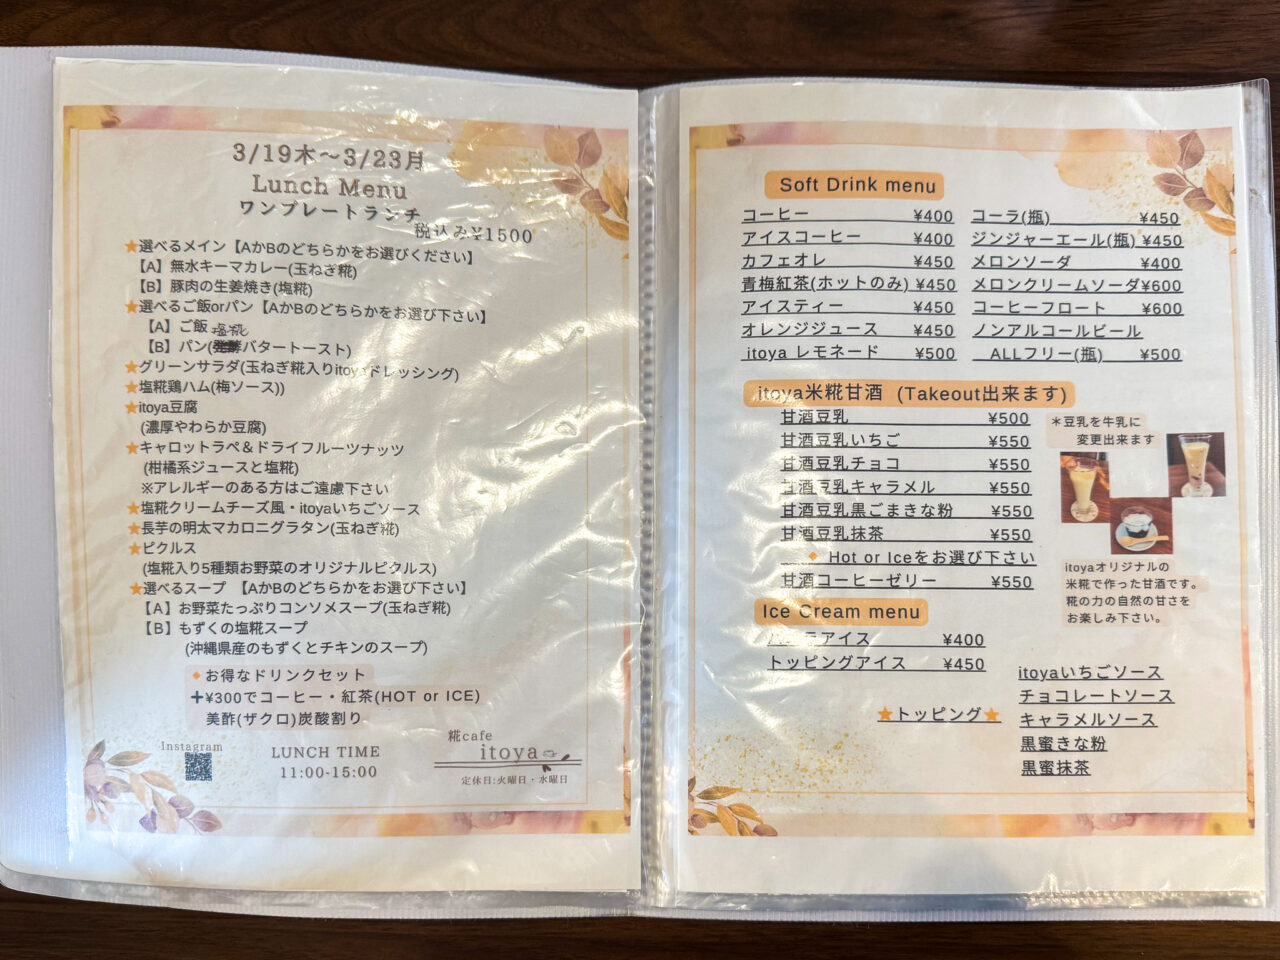 3/19木～3/23月
Lunch Menu
ワンプレートランチ
税込み¥1500
★選べるメイン【AかBのどちらかをお選びください】
【A】無水キーマカレー(玉ねぎ糀)
【B】豚肉の生姜焼き(塩糀)
★選べるご飯orパン【AかBのどちらかをお選び下さい】
【A】ご飯
塩糀
【B】パン(バタートースト)
★グリーンサラダ(玉ねぎ糀入りitoyaドレッシング)
★塩糀鶏ハム(梅ソース))
★itoya豆腐
(濃厚やわらか豆腐)
★キャロットラペ＆ドライフルーツナッツ
(柑橘系ジュースと塩糀)
※アレルギーのある方はご遠慮下さい
★塩糀クリームチーズ風・itoyaいちごソース
★長芋の明太マカロニグラタン(玉ねぎ糀)
★ピクルス
(塩糀入り5種類お野菜のオリジナルピクルス)
★選べるスープ 【AかBのどちらかをお選び下さい】
【A】お野菜たっぷりコンソメスープ(玉ねぎ糀)
【B】もずくの塩糀スープ
(沖縄県産のもずくとチキンのスープ)
🔸お得なドリンクセット
+¥300でコーヒー・紅茶(HOT or ICE)
美酢(ザクロ)炭酸割り
Instagram
LUNCH TIME
11:00-15:00
糀cafe
itoya
定休日:火曜日・水曜日
Soft Drink menu
コーヒー ¥400
アイスコーヒー ¥400
カフェオレ ¥450
青梅紅茶(ホットのみ) ¥450
アイスティー ¥450
オレンジジュース ¥450
itoya レモネード ¥500
コーラ(瓶) ¥450
ジンジャーエール(瓶) ¥450
メロンソーダ ¥400
メロンクリームソーダ¥600
コーヒーフロート ¥600
ノンアルコールビール
ALLフリー(瓶) ¥500
itoya米糀甘酒 (Takeout出来ます)
甘酒豆乳 ¥500
甘酒豆乳いちご ¥550
甘酒豆乳チョコ ¥550
甘酒豆乳キャラメル ¥550
甘酒豆乳黒ごまきな粉 ¥550
甘酒豆乳抹茶 ¥550
🔸Hot or Iceをお選び下さい
甘酒コーヒーゼリー ¥550
＊豆乳を牛乳に
変更出来ます
itoyaオリジナルの
米糀で作った甘酒です。
糀の力の自然の甘さを
お楽しみ下さい。
Ice Cream menu
アイス ¥400
トッピングアイス ¥450
★トッピング★
itoyaいちごソース
チョコレートソース
キャラメルソース
黒蜜きな粉
黒蜜抹茶